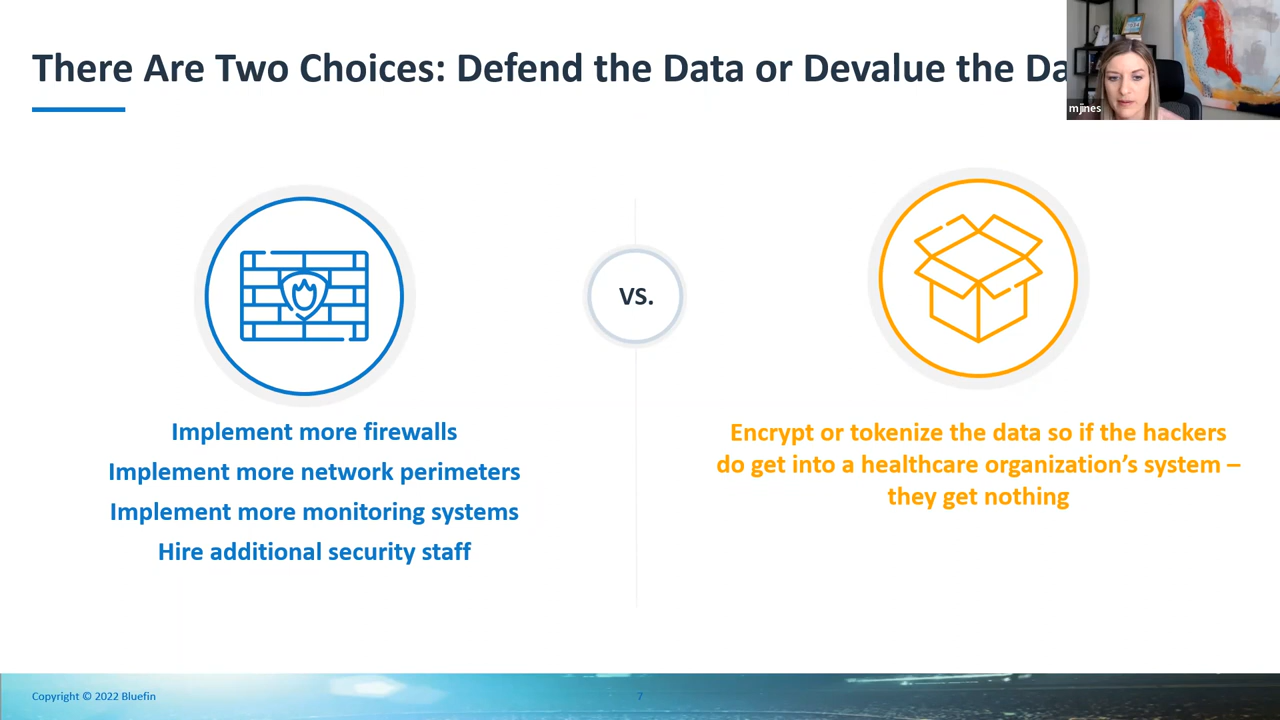 There Are Two Choices: Defend the Data or Devalue the Da
mjines
VS.
Implement more firewalls
Implement more network perimeters
Implement more monitoring systems
Hire additional security staff
Encrypt or tokenize the data so if the hackers
do get into a healthcare organization’s system –
they get nothing
Copyright © 2022 Bluefin
7